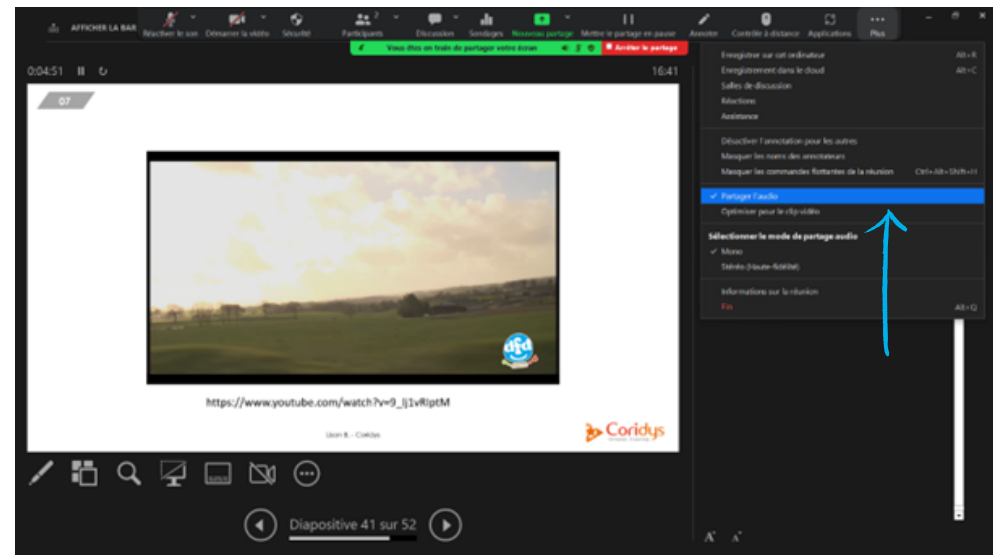 AFFICHER LA BAR
Réactiver le son Démarrer la vidéo Sécurité Participants 2 Discussion Sondages Nouveau partage Mettre le partage en pause Annoter Contrôle à distance Applications Plus
Vous êtes en train de partager votre écran Arrêter le partage
0:04:51 16:41
07
dfd
https://www.youtube.com/watch?v=9_Ij1vRIptM
Coridys
Diapositive 41 sur 52
Enregistrer sur cet ordinateur Alt+R
Enregistrement dans le cloud Alt+C
Salles de discussion
Réactions
Assistance
Désactiver l'annotation pour les autres
Masquer les noms des annotateurs
Masquer les commandes flottantes de la réunion Ctrl+Alt+Shift+H
Partager l'audio
Optimiser pour le clip vidéo
Sélectionner le mode de partage audio
Mono
Stéréo (Haute-fidélité)
Informations sur la réunion
Fin Alt+Q
A A